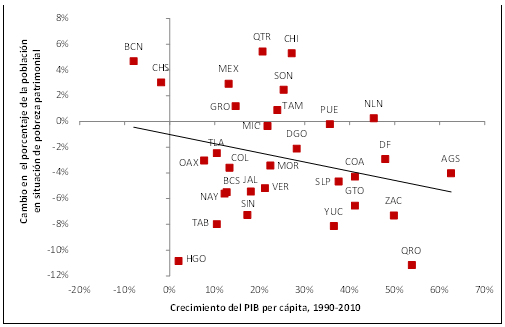 8%
6%
4%
2%
0%
-2%
-4%
-6%
-8%
-10%
-12%
Cambio en el porcentaje de la población
en situación de pobreza patrimonial
QTR CHI
BCN
CHS
MEX SON
GRO TAM
MIC PUE NLN
DGO
TLA
OAX COL MOR COA DF AGS
NAY BCS JAL VER SLP GTO
TAB SIN YUC ZAC
HGO QRO
-20% -10% 0% 10% 20% 30% 40% 50% 60% 70%
Crecimiento del PIB per cápita, 1990-2010